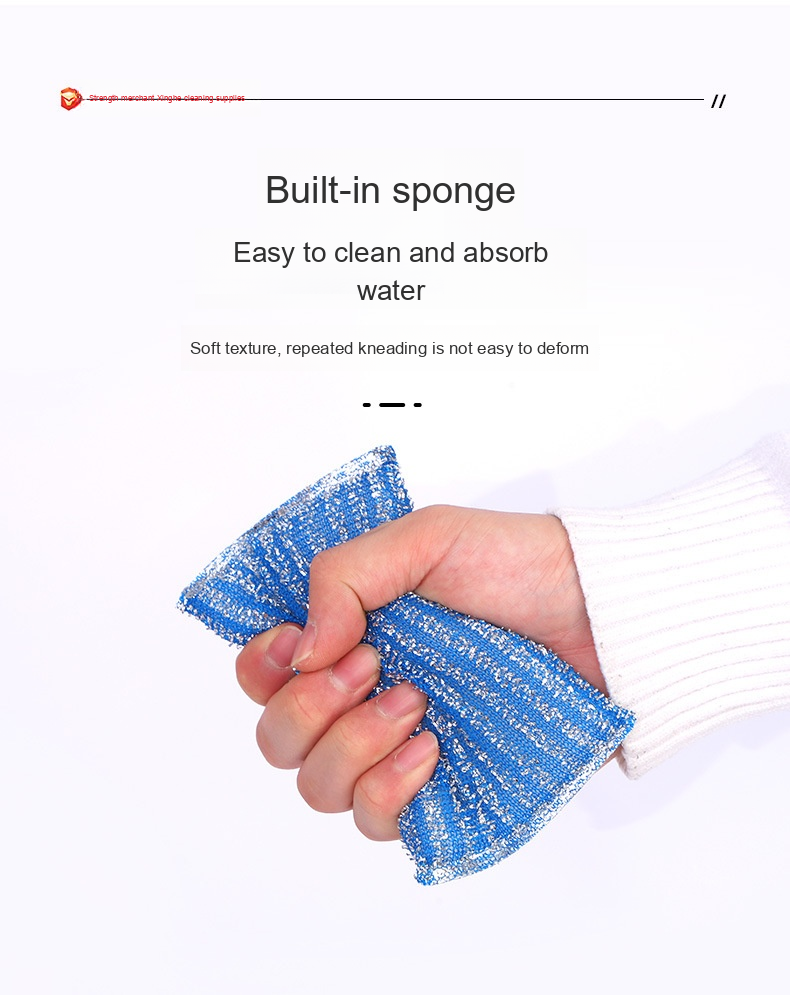 Strength merchant Xinghe cleaning supplies
Built-in sponge
Easy to clean and absorb
water
Soft texture, repeated kneading is not easy to deform